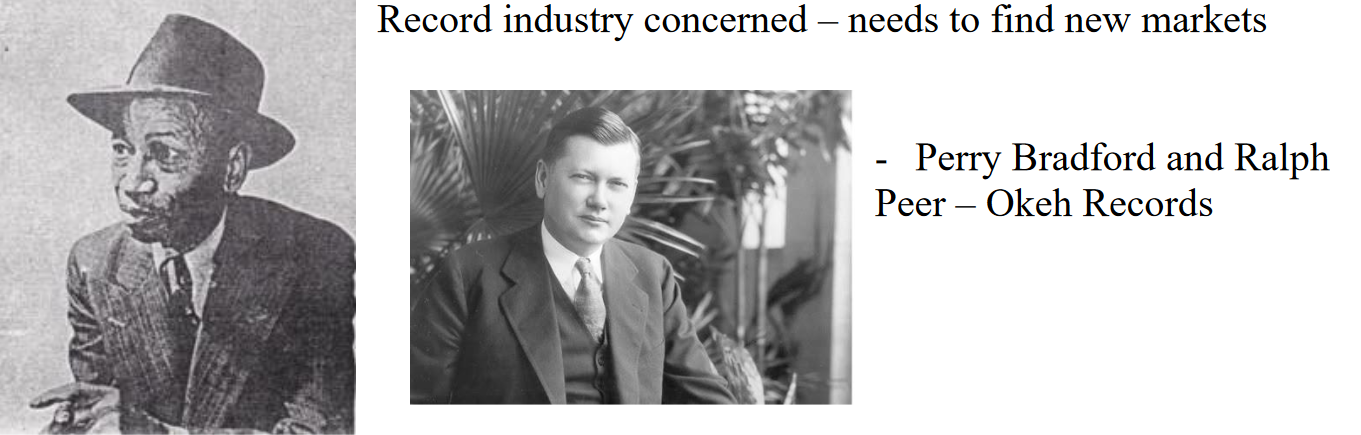 Record industry concerned – needs to find new markets
-   Perry Bradford and Ralph
Peer – Okeh Records